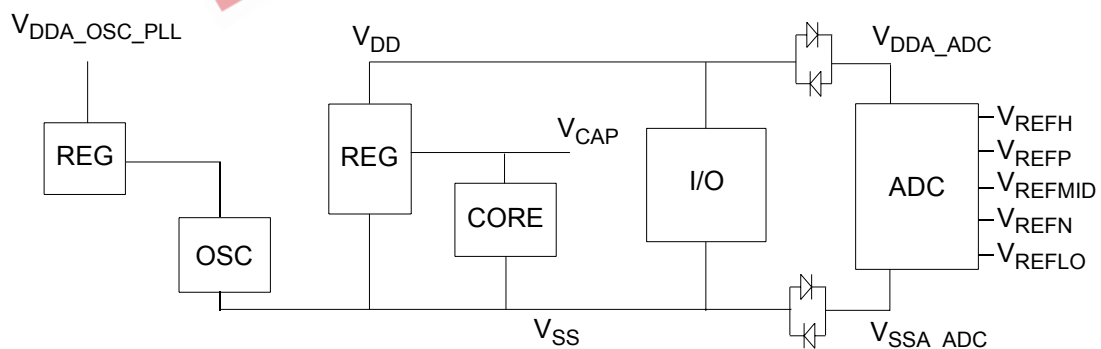 VDDA_OSC_PLL
VDD
VDDA_ADC
REG
REG
VCAP
CORE
I/O
ADC
VREFH
VREFP
VREFMID
VREFN
VREFLO
OSC
VSS
VSSA_ADC